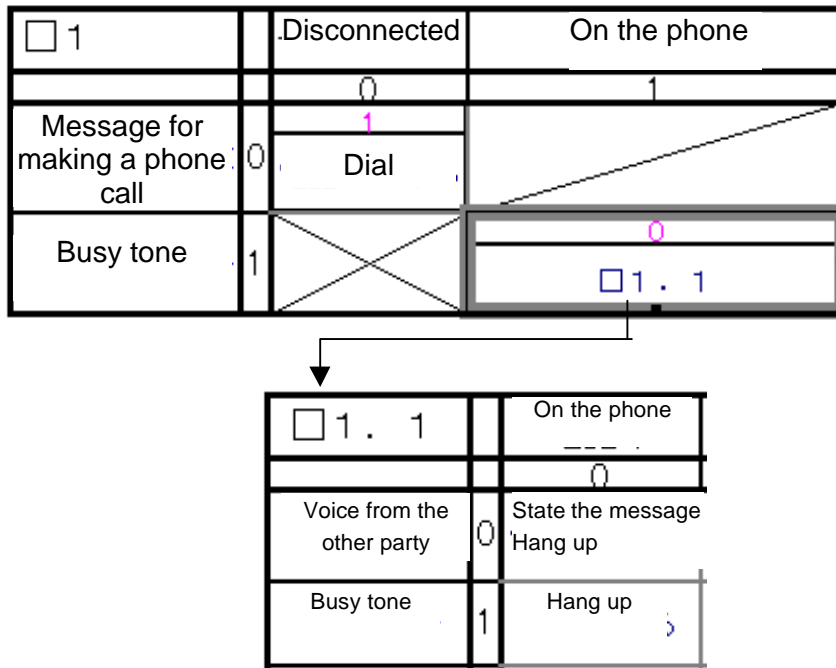 □1
.Disconnected
On the phone
0
1
Message for
making a phone
call
0
1
Dial
Busy tone
1
0
□1. 1
□1. 1
On the phone
0
Voice from the
other party
0
State the message
Hang up
Busy tone
1
Hang up